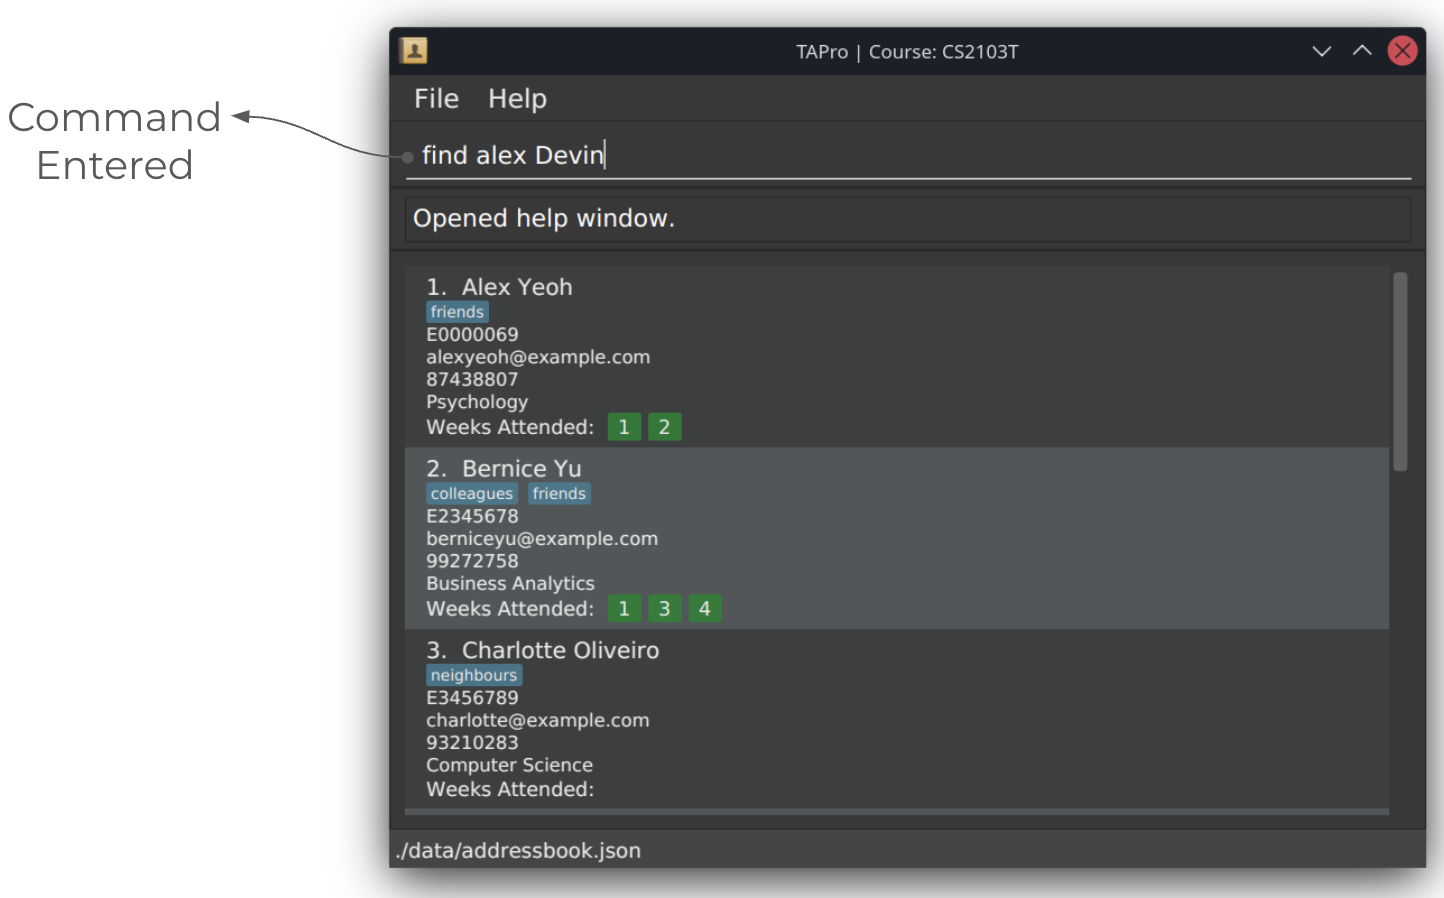 Command
Entered
TAPro | Course: CS2103T
File Help
find alex Devin
Opened help window.
1. Alex Yeoh
friends
E0000069
alexyeoh@example.com
87438807
Psychology
Weeks Attended: 1 2
2. Bernice Yu
colleagues friends
E2345678
berniceyu@example.com
99272758
Business Analytics
Weeks Attended: 1 3 4
3. Charlotte Oliveiro
neighbours
E3456789
charlotte@example.com
93210283
Computer Science
Weeks Attended:
./data/addressbook.json